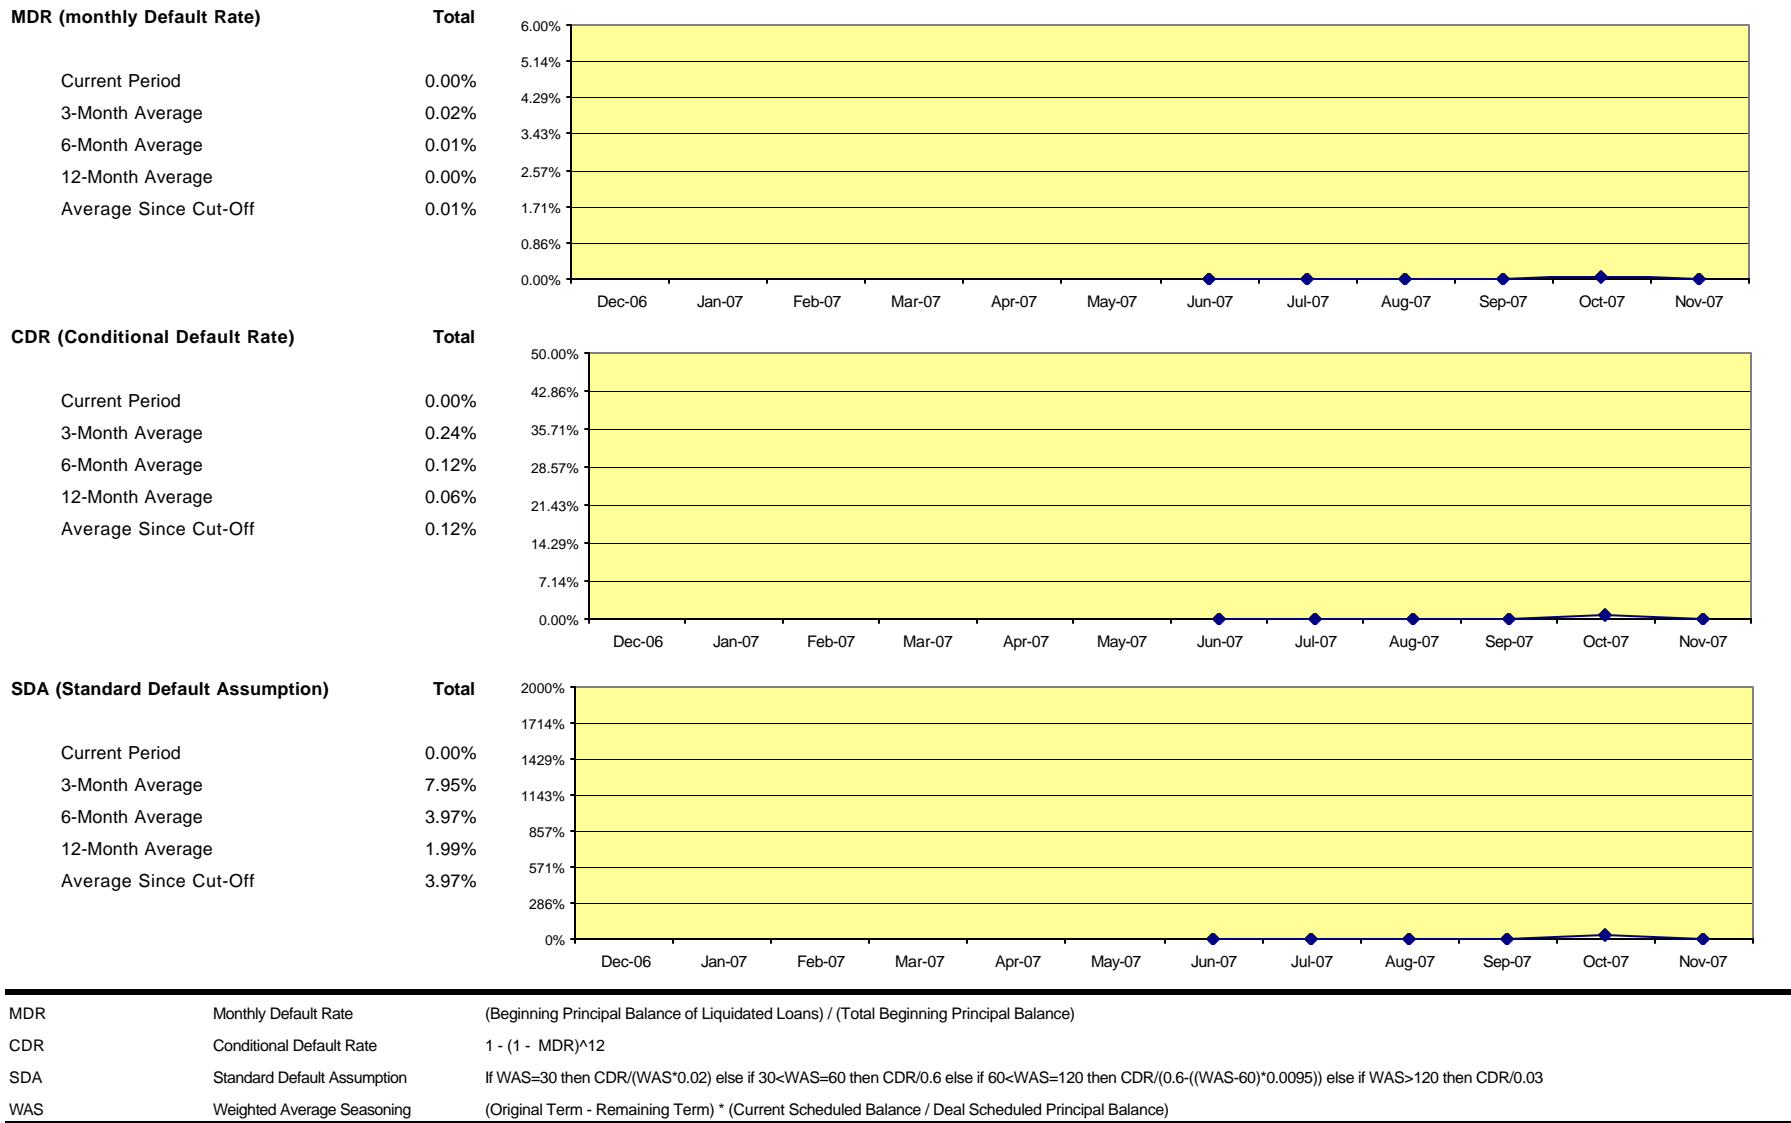 MDR (monthly Default Rate) Total
Current Period 0.00%
3-Month Average 0.02%
6-Month Average 0.01%
12-Month Average 0.00%
Average Since Cut-Off 0.01%
6.00%
5.14%
4.29%
3.43%
2.57%
1.71%
0.86%
0.00%
Dec-06 Jan-07 Feb-07 Mar-07 Apr-07 May-07 Jun-07 Jul-07 Aug-07 Sep-07 Oct-07 Nov-07
CDR (Conditional Default Rate) Total
Current Period 0.00%
3-Month Average 0.24%
6-Month Average 0.12%
12-Month Average 0.06%
Average Since Cut-Off 0.12%
50.00%
42.86%
35.71%
28.57%
21.43%
14.29%
7.14%
0.00%
Dec-06 Jan-07 Feb-07 Mar-07 Apr-07 May-07 Jun-07 Jul-07 Aug-07 Sep-07 Oct-07 Nov-07
SDA (Standard Default Assumption) Total
Current Period 0.00%
3-Month Average 7.95%
6-Month Average 3.97%
12-Month Average 1.99%
Average Since Cut-Off 3.97%
2000%
1714%
1429%
1143%
857%
571%
286%
0%
Dec-06 Jan-07 Feb-07 Mar-07 Apr-07 May-07 Jun-07 Jul-07 Aug-07 Sep-07 Oct-07 Nov-07
MDR Monthly Default Rate (Beginning Principal Balance of Liquidated Loans) / (Total Beginning Principal Balance)
CDR Conditional Default Rate 1 - (1 - MDR)^12
SDA Standard Default Assumption If WAS=30 then CDR/(WAS*0.02) else if 30<WAS=60 then CDR/0.6 else if 60<WAS=120 then CDR/(0.6-((WAS-60)*0.0095)) else if WAS>120 then CDR/0.03
WAS Weighted Average Seasoning (Original Term - Remaining Term) * (Current Scheduled Balance / Deal Scheduled Principal Balance)